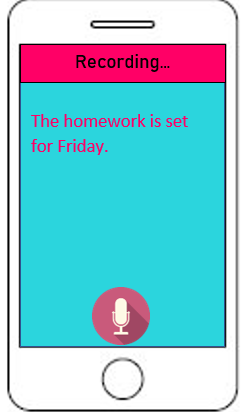 Recording...
The homework is set
for Friday.